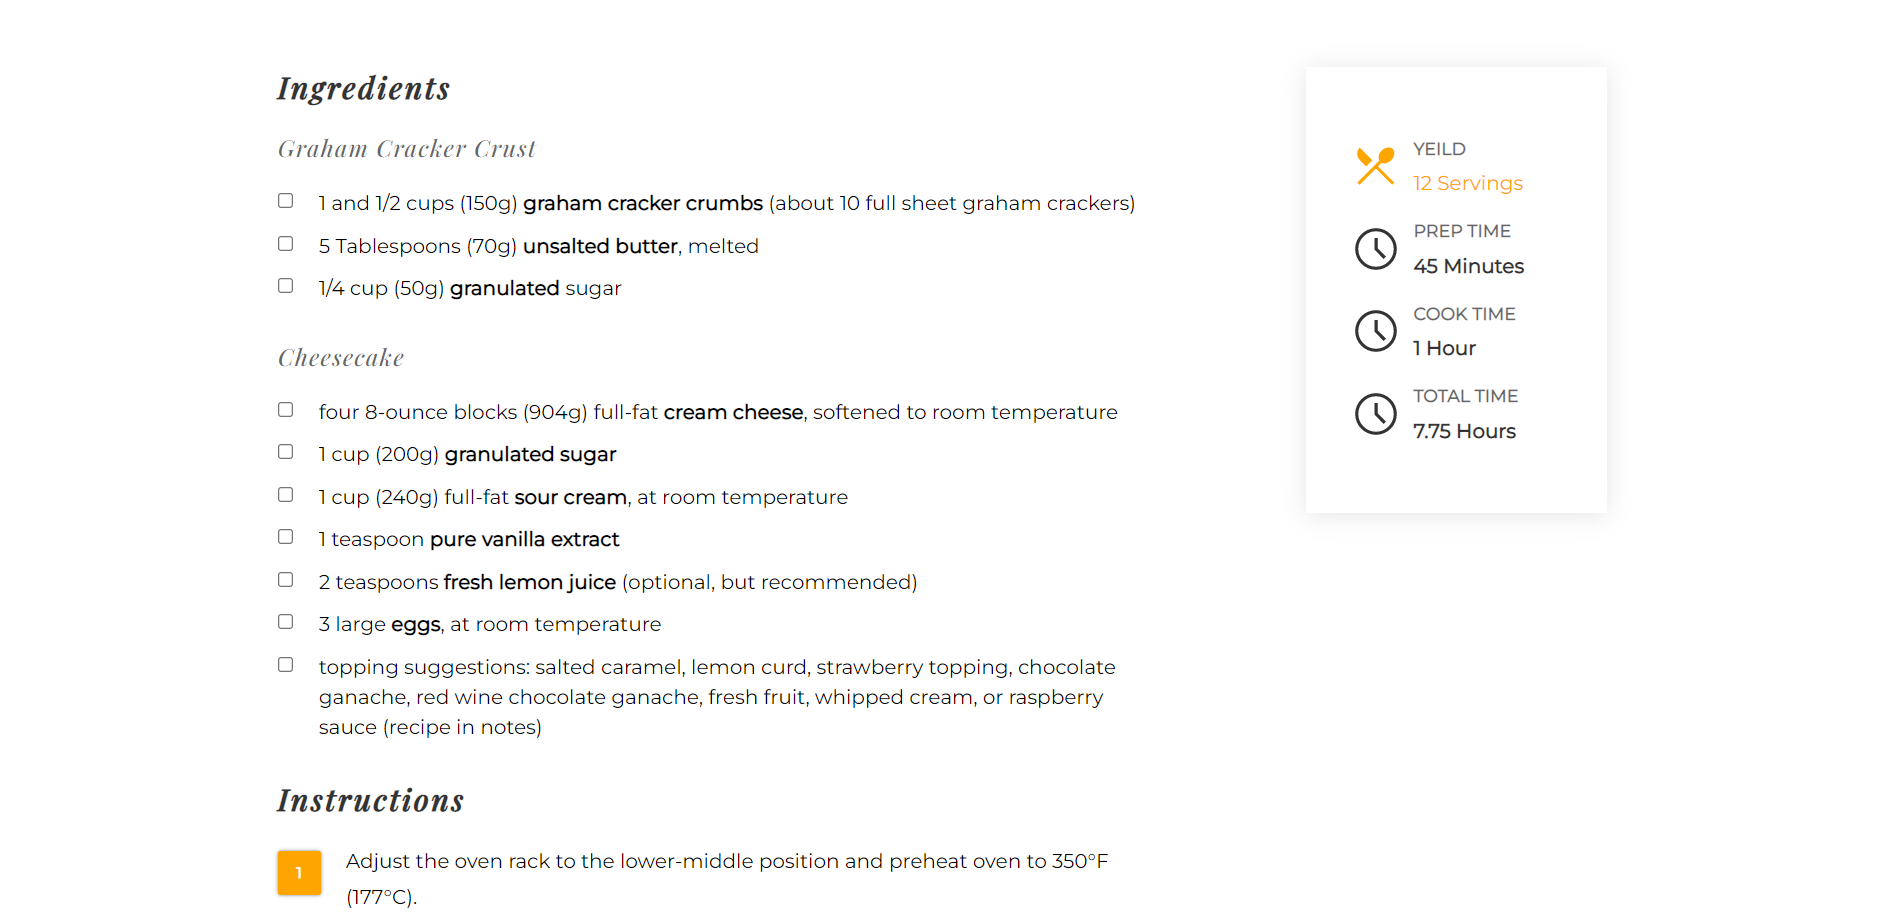 Ingredients
Graham Cracker Crust
1 and 1/2 cups (150g) graham cracker crumbs (about 10 full sheet graham crackers)
5 Tablespoons (70g) unsalted butter, melted
1/4 cup (50g) granulated sugar
Cheesecake
four 8-ounce blocks (904g) full-fat cream cheese, softened to room temperature
1 cup (200g) granulated sugar
1 cup (240g) full-fat sour cream, at room temperature
1 teaspoon pure vanilla extract
2 teaspoons fresh lemon juice (optional, but recommended)
3 large eggs, at room temperature
topping suggestions: salted caramel, lemon curd, strawberry topping, chocolate
ganache, red wine chocolate ganache, fresh fruit, whipped cream, or raspberry
sauce (recipe in notes)
Instructions
1
Adjust the oven rack to the lower-middle position and preheat oven to 350°F
(177°C).
YEILD
12 Servings
PREP TIME
45 Minutes
COOK TIME
1 Hour
TOTAL TIME
7.75 Hours